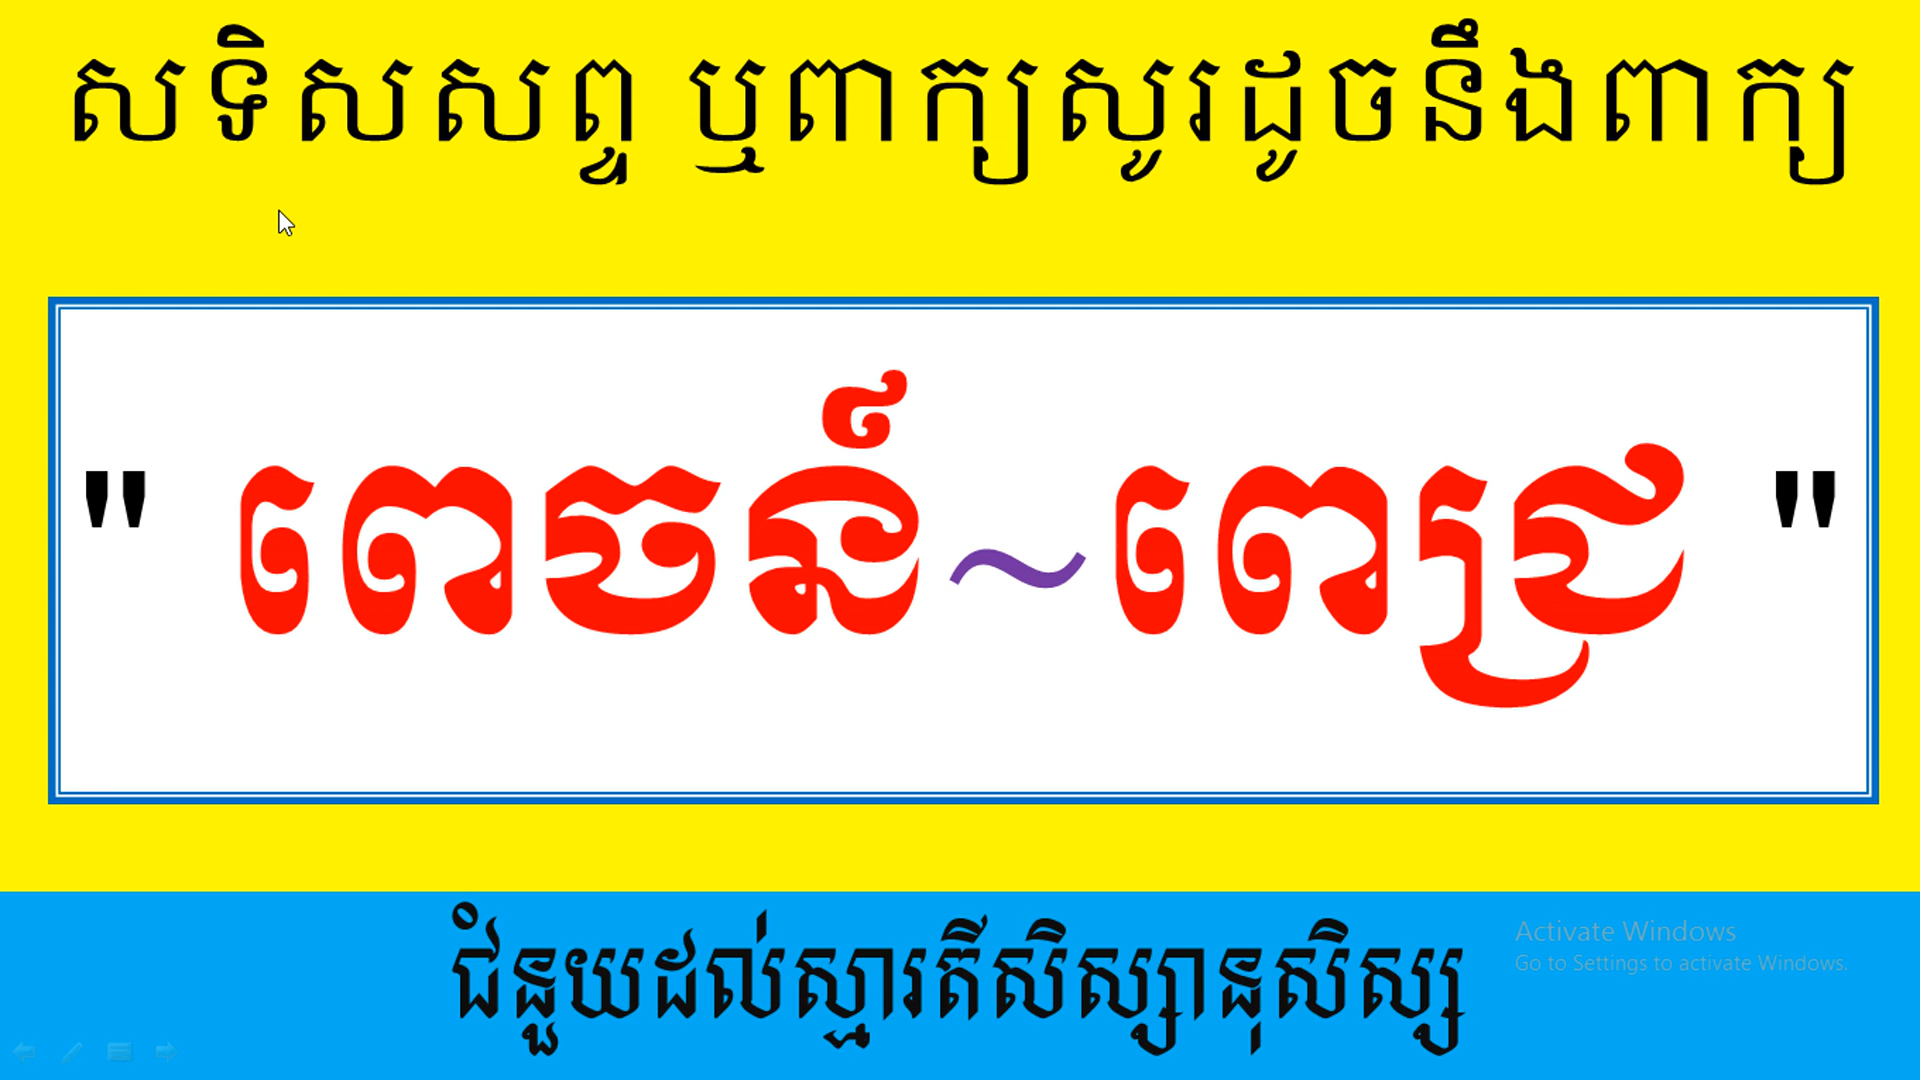 សទិសសព្ទ ឬពាក្យសូរដូចនឹងពាក្យ
" ពេចន៍~ពេជ្រ "
ជំនួយដល់ស្មារតីសិស្សានុសិស្ស
Activate Windows
Go to Settings to activate Windows.